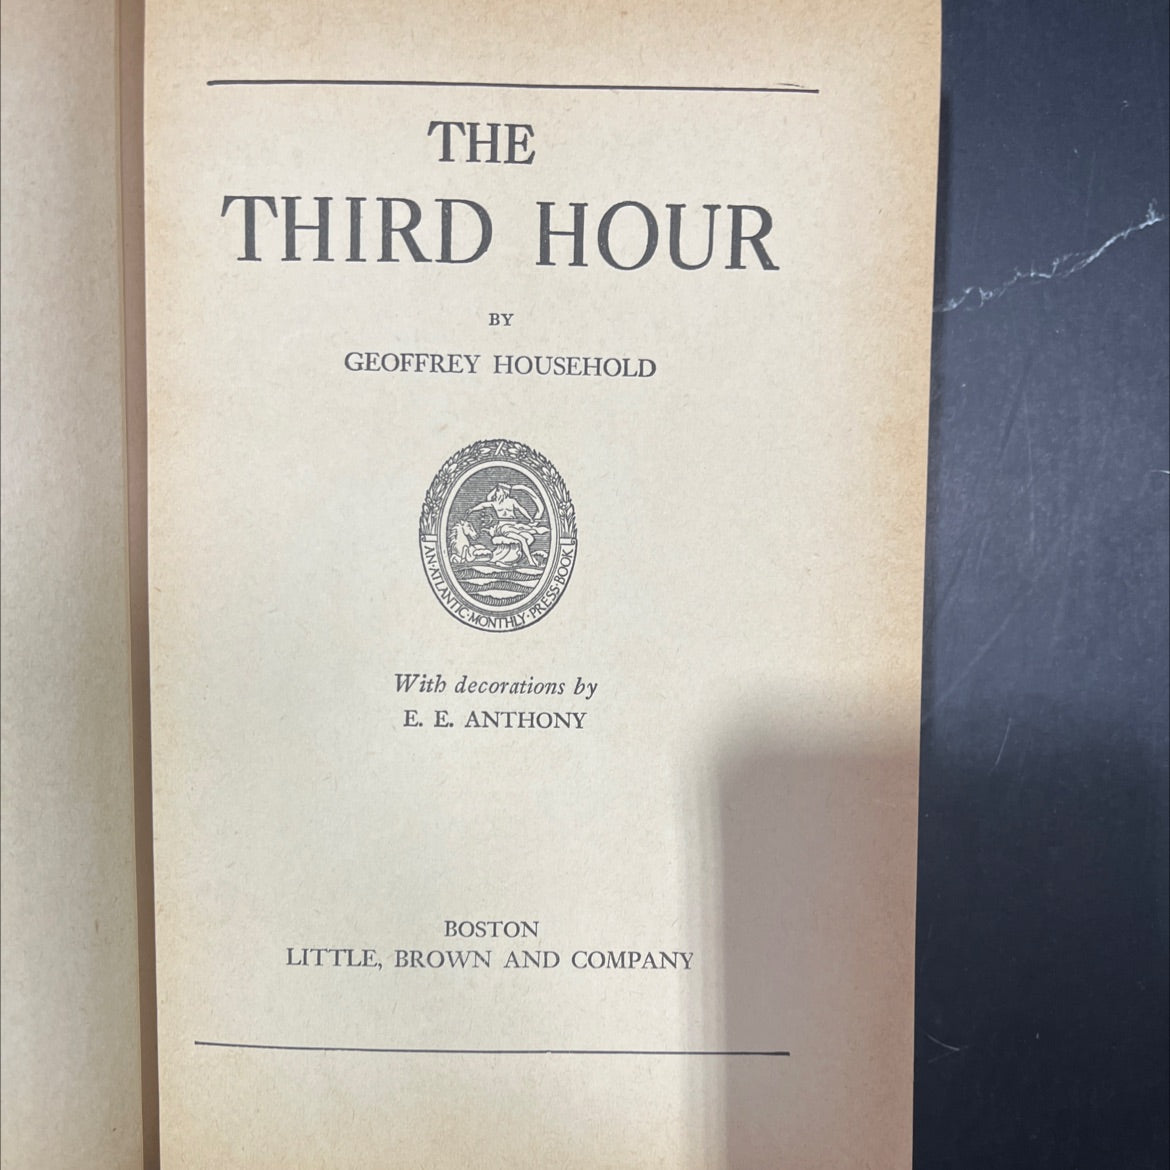 THE
THIRD HOUR
BY
GEOFFREY HOUSEHOLD
AN·ATLANTIC·MONTHLY·PRESS·BOOK
With decorations by
E. E. ANTHONY
BOSTON
LITTLE, BROWN AND COMPANY